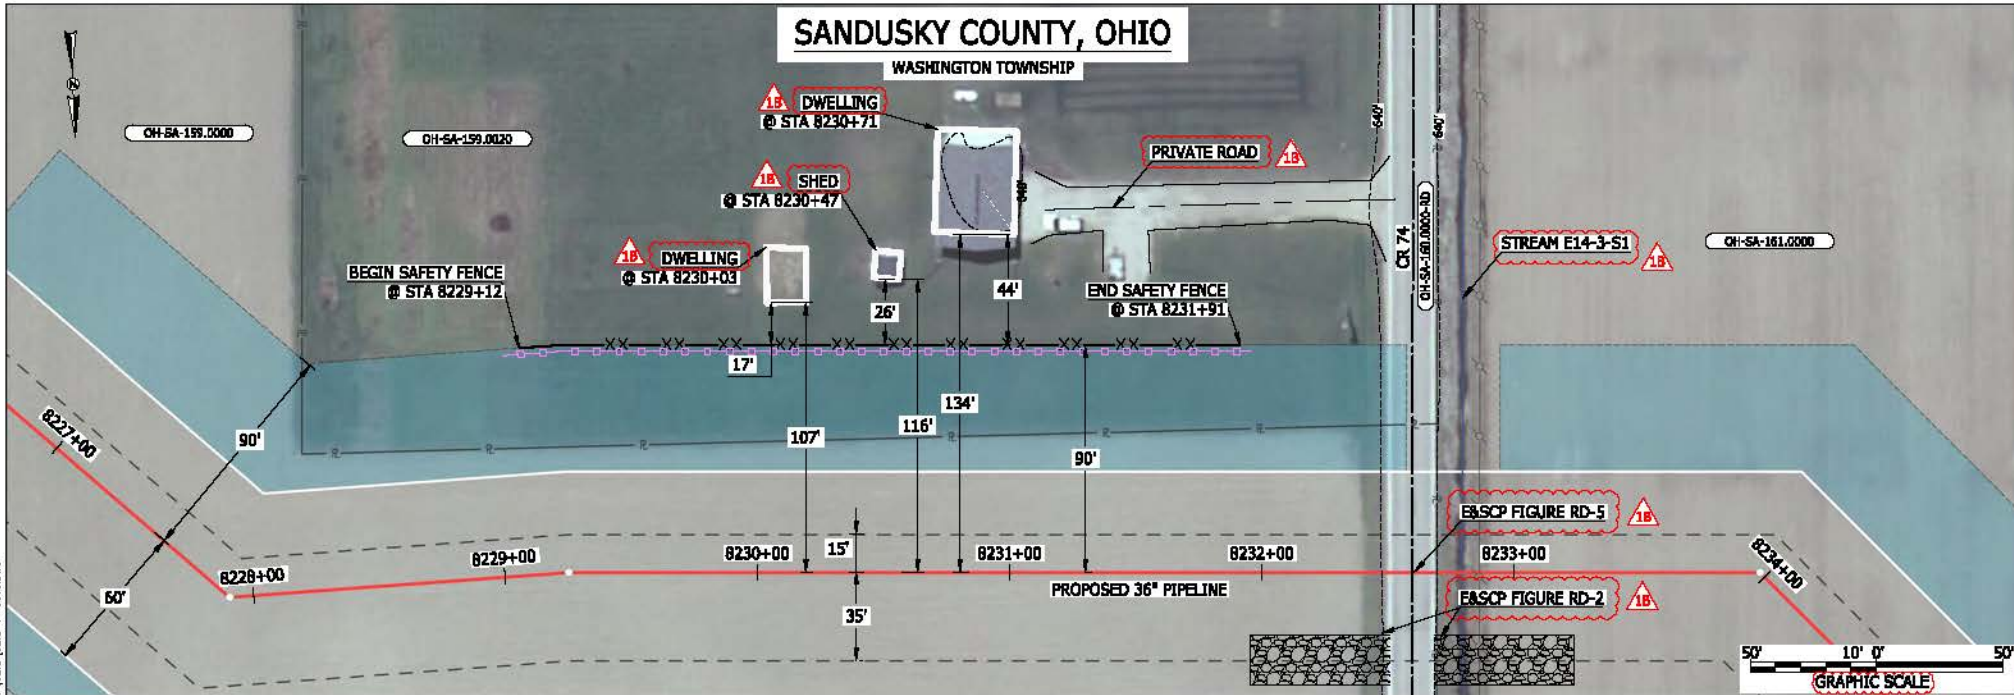 SANDUSKY COUNTY, OHIO
WASHINGTON TOWNSHIP
N
OH-SA-159.0000
OH-SA-159.0020
1B
DWELLING
@ STA 8230+71
1B
SHED
@ STA 8230+47
1B
DWELLING
@ STA 8230+03
BEGIN SAFETY FENCE
@ STA 8229+12
PRIVATE ROAD
1B
640'
640'
640'
CR 74
OH-SA-160.0000-RD
STREAM E14-3-S1
1B
OH-SA-161.0000
END SAFETY FENCE
@ STA 8231+91
26'
44'
17'
134'
116'
107'
90'
90'
60'
15'
35'
8227+00
8228+00
8229+00
8230+00
8231+00
8232+00
8233+00
8234+00
PROPOSED 36" PIPELINE
E&SCP FIGURE RD-5
1B
E&SCP FIGURE RD-2
1B
50' 10' 0' 50'
GRAPHIC SCALE